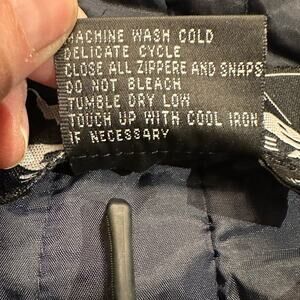 MACHINE WASH COLD
DELICATE CYCLE
CLOSE ALL ZIPPERE AND SNAPS
DO NOT BLEACH
TUMBLE DRY LOW
TOUCH UP WITH COOL IRON
IF NECESSARY